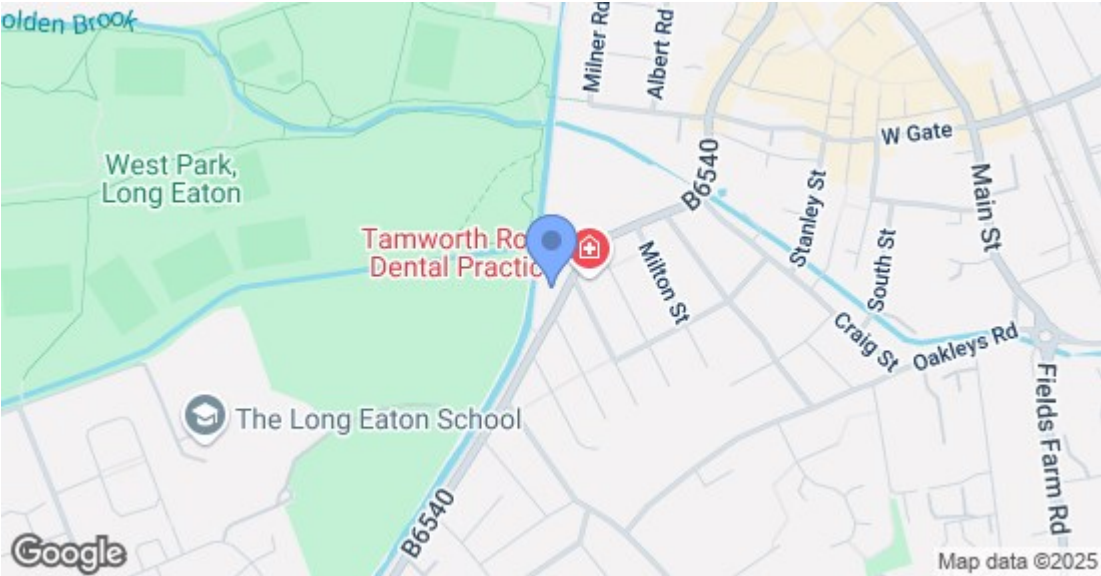 olden Brook
Milner Rd
Albert Rd
W Gate
West Park,
Long Eaton
B6540
Main St
Stanley St
South St
Tamworth Ro
Dental Practic
Milton St
Craig St
Oakleys Rd
The Long Eaton School
Fields Farm Rd
B6540
Google
Map data ©2025